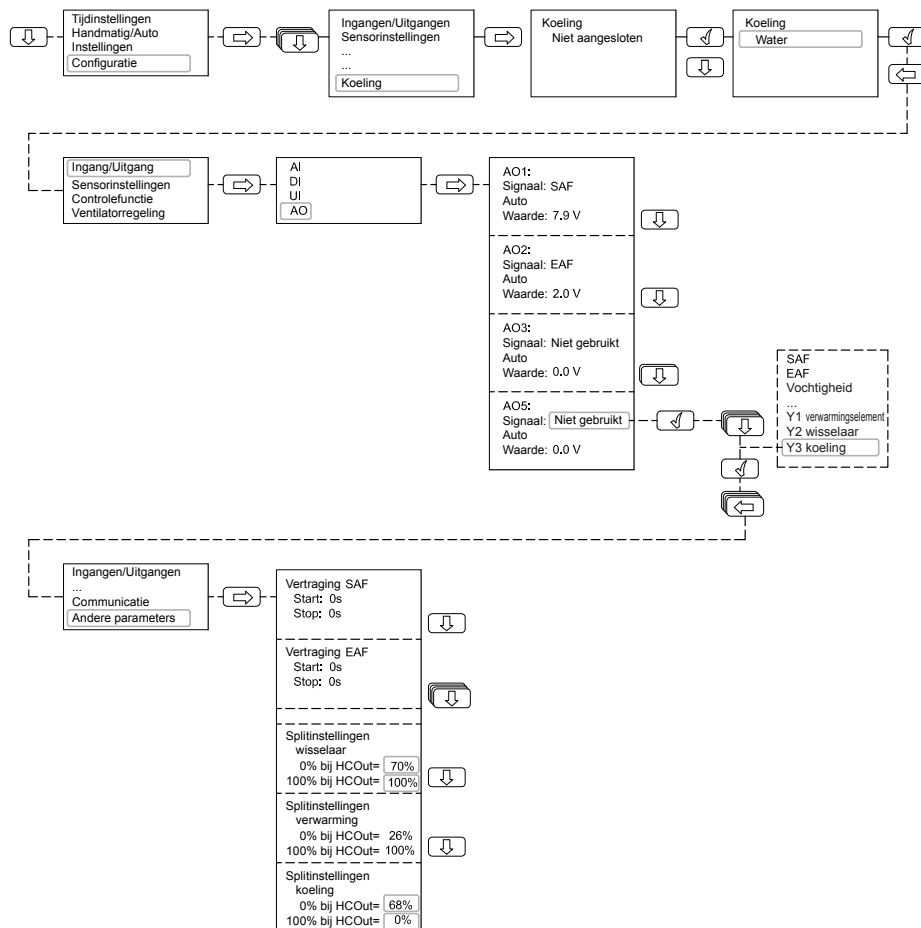 Tijdinstellingen
Handmatig/Auto
Instellingen
Configuratie
Ingangen/Uitgangen
Sensorinstellingen
...
...
Koeling
Koeling
Niet aangesloten
Koeling
Water
Ingang/Uitgang
Sensorinstellingen
Controlefunctie
Ventilatorregeling
AI
DI
UI
AO
AO1:
Signaal: SAF
Auto
Waarde: 7.9 V
AO2:
Signaal: EAF
Auto
Waarde: 2.0 V
AO3:
Signaal: Niet gebruikt
Auto
Waarde: 0.0 V
AO5:
Signaal: Niet gebruikt
Auto
Waarde: 0.0 V
SAF
EAF
Vochtigheid
...
Y1 verwarmingselement
Y2 wisselaar
Y3 koeling
Ingangen/Uitgangen
...
Communicatie
Andere parameters
Vertraging SAF
Start: 0s
Stop: 0s
Vertraging EAF
Start: 0s
Stop: 0s
Splitinstellingen
wisselaar
0% bij HCOut= 70%
100% bij HCOut= 100%
Splitinstellingen
verwarming
0% bij HCOut= 26%
100% bij HCOut= 100%
Splitinstellingen
koeling
0% bij HCOut= 68%
100% bij HCOut= 0%